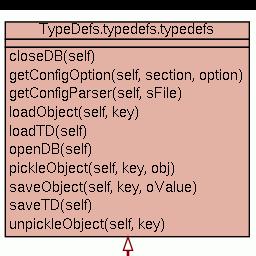 TypeDefs.typedefs.typedefs
closeDB(self)
getConfigOption(self, section, option)
getConfigParser(self, sFile)
loadObject(self, key)
loadTD(self)
openDB(self)
pickleObject(self, key, obj)
saveObject(self, key, oValue)
saveTD(self)
unpickleObject(self, key)